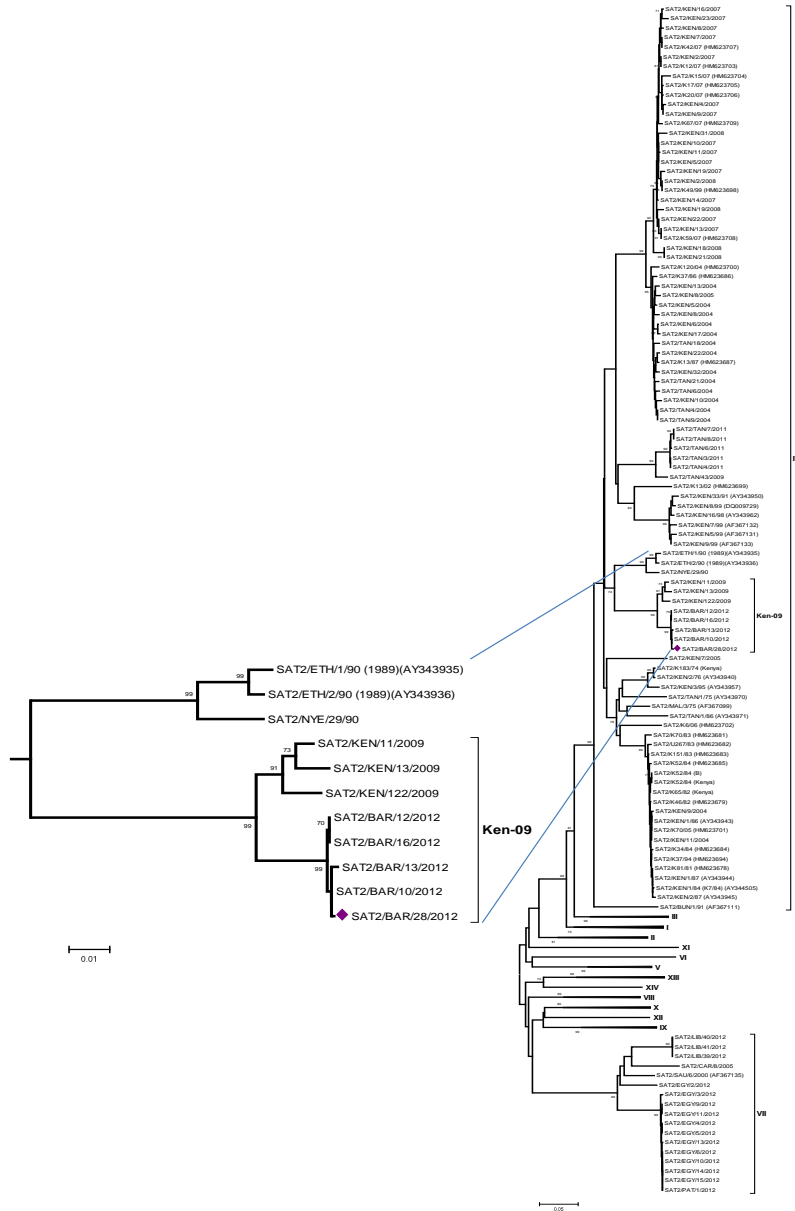 SAT2/ETH/1/90 (1989)(AY343935)
99
99
SAT2/ETH/2/90 (1989)(AY343936)
SAT2/NYE/29/90
SAT2/KEN/11/2009
73
91
SAT2/KEN/13/2009
SAT2/KEN/122/2009
99
SAT2/BAR/12/2012
70
SAT2/BAR/16/2012
99
SAT2/BAR/13/2012
SAT2/BAR/10/2012
SAT2/BAR/28/2012
Ken-09
0.01
SAT2/KEN/16/2007
SAT2/KEN/23/2007
SAT2/KEN/8/2007
SAT2/KEN/7/2007
SAT2/K42/07 (HM623707)
SAT2/KEN/2/2007
SAT2/K12/07 (HM623703)
SAT2/K15/07 (HM623704)
SAT2/K17/07 (HM623705)
SAT2/K20/07 (HM623706)
SAT2/KEN/4/2007
SAT2/KEN/9/2007
SAT2/K67/07 (HM623709)
SAT2/KEN/31/2008
SAT2/KEN/10/2007
SAT2/KEN/11/2007
SAT2/KEN/5/2007
SAT2/KEN/19/2007
SAT2/KEN/2/2008
SAT2/K49/99 (HM623698)
SAT2/KEN/14/2007
SAT2/KEN/19/2008
SAT2/KEN/22/2007
SAT2/KEN/13/2007
SAT2/K59/07 (HM623708)
SAT2/KEN/18/2008
SAT2/KEN/21/2008
SAT2/K120/04 (HM623700)
SAT2/K37/86 (HM623686)
SAT2/KEN/13/2004
SAT2/KEN/8/2005
SAT2/KEN/5/2004
SAT2/KEN/8/2004
SAT2/KEN/6/2004
SAT2/KEN/17/2004
SAT2/TAN/18/2004
SAT2/KEN/22/2004
SAT2/K13/87 (HM623687)
SAT2/KEN/32/2004
SAT2/TAN/21/2004
SAT2/TAN/6/2004
SAT2/KEN/10/2004
SAT2/TAN/4/2004
SAT2/TAN/9/2004
SAT2/TAN/7/2011
SAT2/TAN/8/2011
SAT2/TAN/6/2011
SAT2/TAN/3/2011
SAT2/TAN/4/2011
SAT2/TAN/43/2009
SAT2/K13/02 (HM623699)
SAT2/KEN/33/91 (AY343950)
SAT2/KEN/8/99 (DQ009729)
SAT2/KEN/16/98 (AY343962)
SAT2/KEN/7/99 (AF367132)
SAT2/KEN/5/99 (AF367131)
SAT2/KEN/9/99 (AF367133)
SAT2/ETH/1/90 (1989)(AY343935)
SAT2/ETH/2/90 (1989)(AY343936)
SAT2/NYE/29/90
SAT2/KEN/11/2009
SAT2/KEN/13/2009
SAT2/KEN/122/2009
SAT2/BAR/12/2012
SAT2/BAR/16/2012
SAT2/BAR/13/2012
SAT2/BAR/10/2012
SAT2/BAR/28/2012
Ken-09
SAT2/KEN/7/2005
SAT2/K183/74 (Kenya)
SAT2/KEN/2/76 (AY343940)
SAT2/KEN/3/95 (AY343957)
SAT2/TAN/1/75 (AY343970)
SAT2/MAL/3/75 (AF367099)
SAT2/TAN/1/86 (AY343971)
SAT2/K6/06 (HM623702)
SAT2/K70/83 (HM623681)
SAT2/U267/83 (HM623682)
SAT2/K151/83 (HM623683)
SAT2/K52/84 (HM623685)
SAT2/K52/84 (B)
SAT2/K52/84 (Kenya)
SAT2/K65/82 (Kenya)
SAT2/K46/82 (HM623679)
SAT2/KEN/9/2004
SAT2/KEN/1/86 (AY343943)
SAT2/K70/05 (HM623701)
SAT2/KEN/11/2004
SAT2/K34/84 (HM623684)
SAT2/K37/94 (HM623694)
SAT2/K81/81 (HM623678)
SAT2/KEN/1/87 (AY343944)
SAT2/KEN/1/84 (K7/84) (AY344505)
SAT2/KEN/2/87 (AY343945)
SAT2/BUN/1/91 (AF367111)
III
I
II
XI
VI
V
XIII
XIV
VIII
X
XII
IX
SAT2/LIB/40/2012
SAT2/LIB/41/2012
SAT2/LIB/39/2012
SAT2/CAR/8/2005
SAT2/SAU/6/2000 (AF367135)
SAT2/EGY/2/2012
SAT2/EGY/3/2012
SAT2/EGY/9/2012
SAT2/EGY/11/2012
SAT2/EGY/4/2012
SAT2/EGY/5/2012
SAT2/EGY/13/2012
SAT2/EGY/6/2012
SAT2/EGY/10/2012
SAT2/EGY/14/2012
SAT2/EGY/15/2012
SAT2/PAT/1/2012
VII
0.05